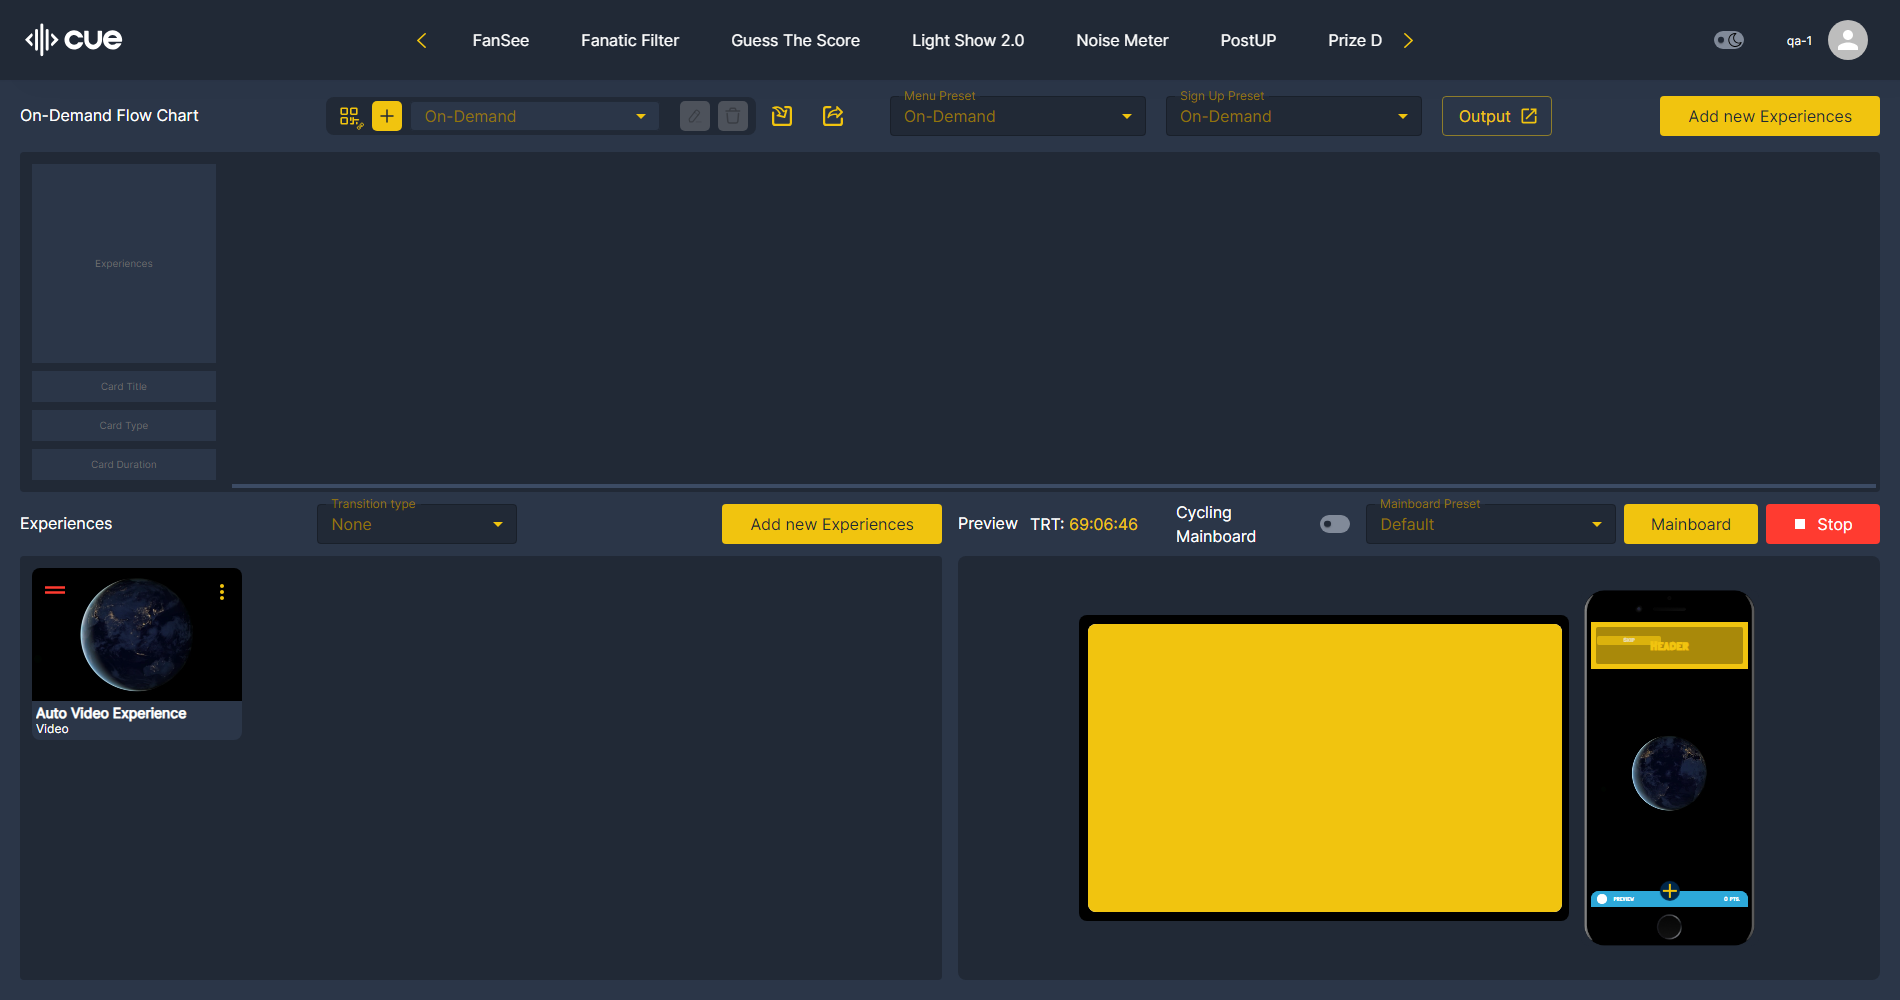 cue
FanSee
Fanatic Filter
Guess The Score
Light Show 2.0
Noise Meter
PostUP
Prize D
qa-1
On-Demand Flow Chart
On-Demand
Menu Preset
On-Demand
Sign Up Preset
On-Demand
Output
Add new Experiences
Experiences
Card Title
Card Type
Card Duration
Experiences
Transition type
None
Add new Experiences
Preview
TRT: 69:06:46
Cycling
Mainboard
Mainboard Preset
Default
Mainboard
Stop
Auto Video Experience
Video
HEADER
PREVIEW
0 PTS.